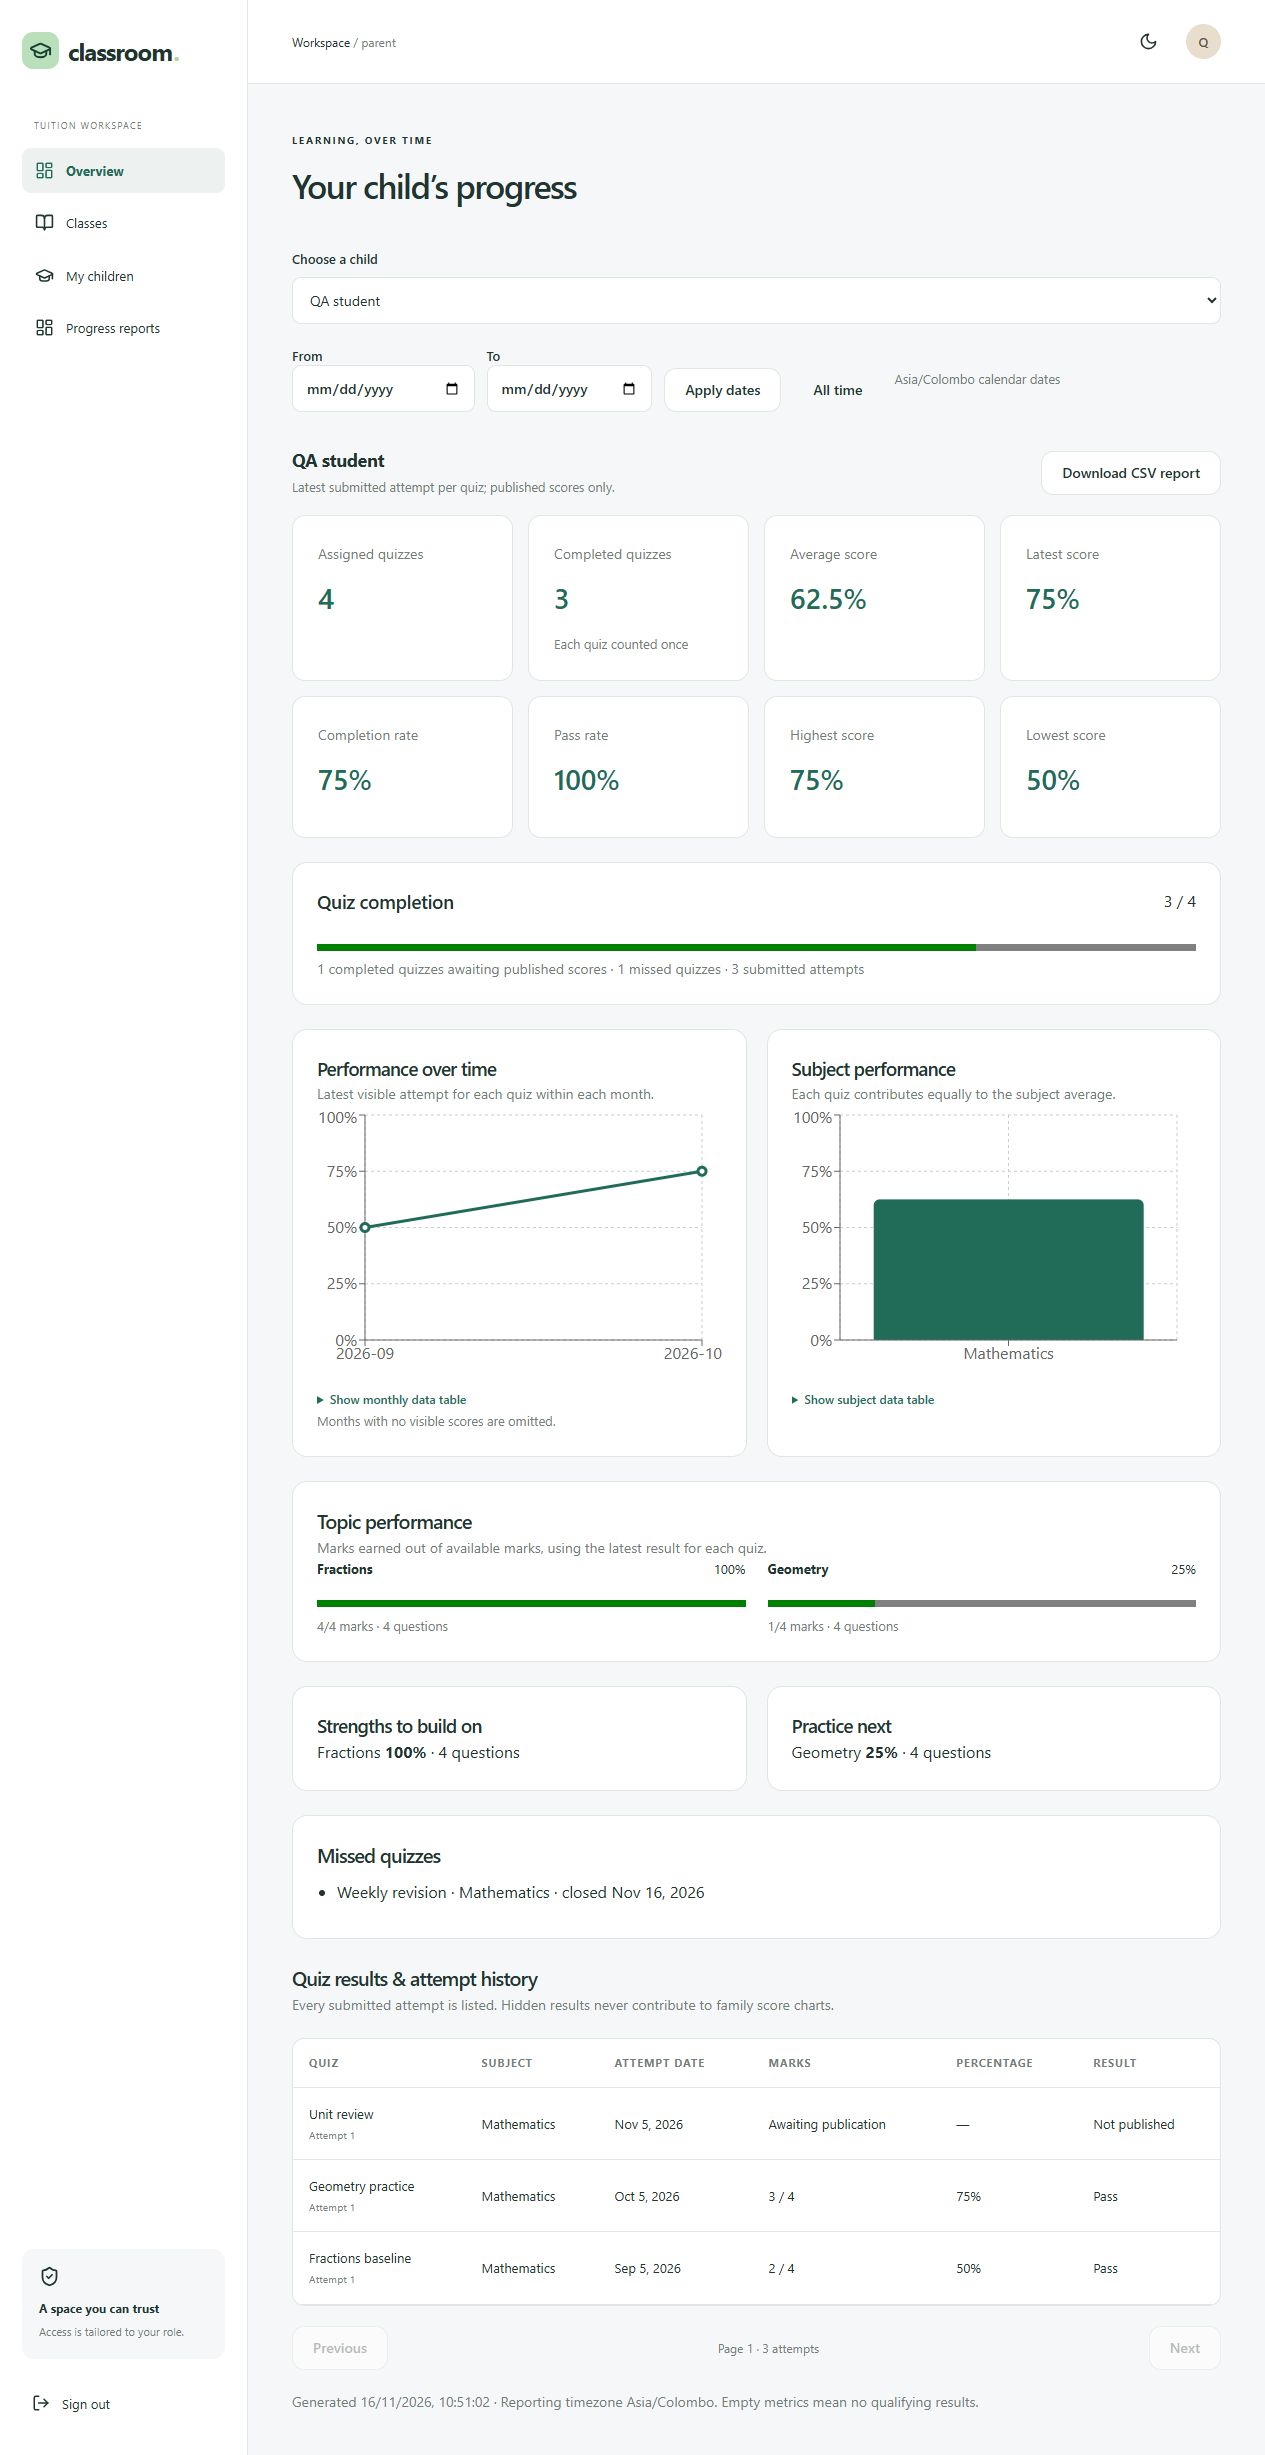 classroom.
Workspace / parent
Q
TUITION WORKSPACE
Overview
Classes
My children
Progress reports
LEARNING, OVER TIME
Your child’s progress
Choose a child
QA student
From
To
mm/dd/yyyy
mm/dd/yyyy
Apply dates
All time
Asia/Colombo calendar dates
QA student
Latest submitted attempt per quiz; published scores only.
Download CSV report
Assigned quizzes
4
Completed quizzes
3
Each quiz counted once
Average score
62.5%
Latest score
75%
Completion rate
75%
Pass rate
100%
Highest score
75%
Lowest score
50%
Quiz completion
3 / 4
1 completed quizzes awaiting published scores · 1 missed quizzes · 3 submitted attempts
Performance over time
Latest visible attempt for each quiz within each month.
100%
75%
50%
25%
0%
2026-09
2026-10
Show monthly data table
Months with no visible scores are omitted.
Subject performance
Each quiz contributes equally to the subject average.
100%
75%
50%
25%
0%
Mathematics
Show subject data table
Topic performance
Marks earned out of available marks, using the latest result for each quiz.
Fractions 100%
4/4 marks · 4 questions
Geometry 25%
1/4 marks · 4 questions
Strengths to build on
Fractions 100% · 4 questions
Practice next
Geometry 25% · 4 questions
Missed quizzes
• Weekly revision · Mathematics · closed Nov 16, 2026
Quiz results & attempt history
Every submitted attempt is listed. Hidden results never contribute to family score charts.
QUIZ SUBJECT ATTEMPT DATE MARKS PERCENTAGE RESULT
Unit review
Attempt 1
Mathematics Nov 5, 2026 Awaiting publication — Not published
Geometry practice
Attempt 1
Mathematics Oct 5, 2026 3 / 4 75% Pass
Fractions baseline
Attempt 1
Mathematics Sep 5, 2026 2 / 4 50% Pass
Previous
Page 1 · 3 attempts
Next
Generated 16/11/2026, 10:51:02 · Reporting timezone Asia/Colombo. Empty metrics mean no qualifying results.
A space you can trust
Access is tailored to your role.
Sign out